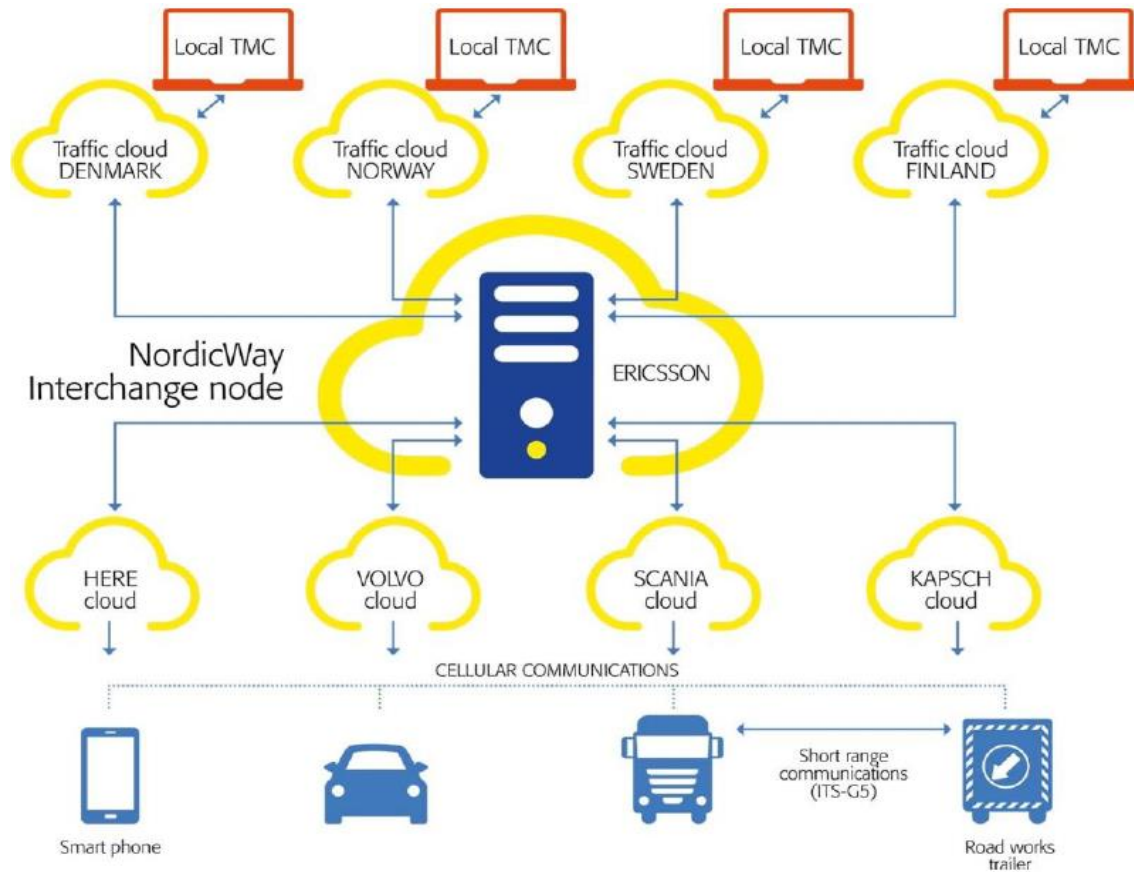 Local TMC
Local TMC
Local TMC
Local TMC
Traffic cloud
DENMARK
Traffic cloud
NORWAY
Traffic cloud
SWEDEN
Traffic cloud
FINLAND
NordicWay
Interchange node
ERICSSON
HERE
cloud
VOLVO
cloud
SCANIA
cloud
KAPSCH
cloud
CELLULAR COMMUNICATIONS
Short range
communications
(ITS-G5)
Smart phone
Road works
trailer